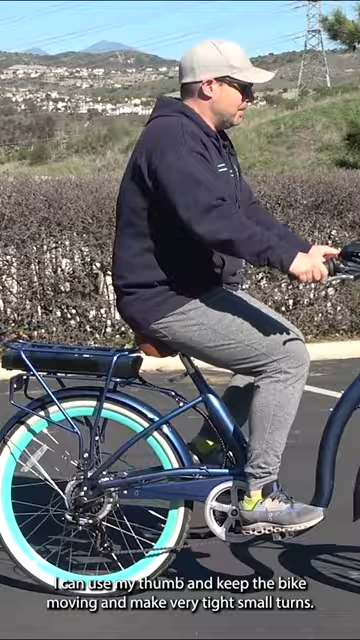 I can use my thumb and keep the bike
moving and make very tight small turns.